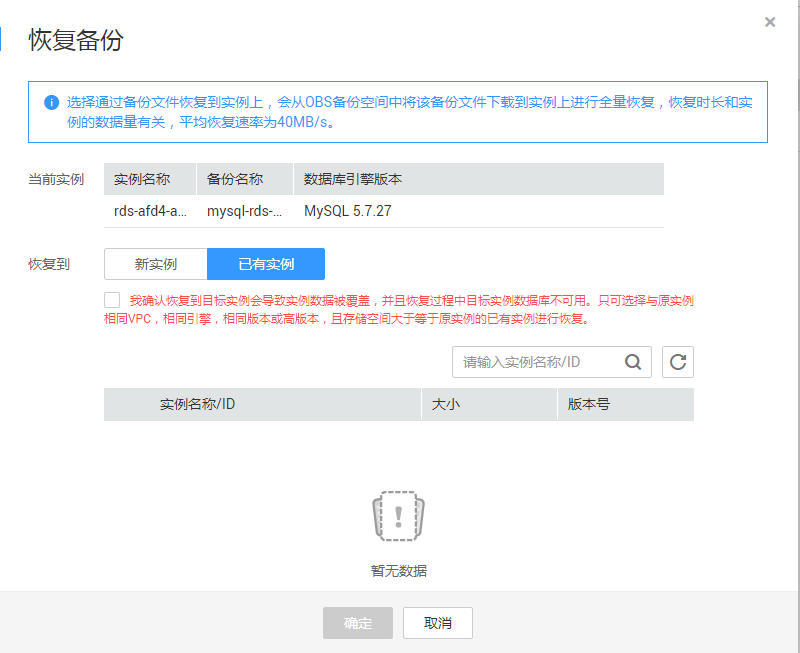 恢复备份
选择通过备份文件恢复到实例上，会从OBS备份空间中将该备份文件下载到实例上进行全量恢复，恢复时长和实
例的数据量有关，平均恢复速率为40MB/s。
当前实例 实例名称 备份名称 数据库引擎版本
rds-afd4-a... mysql-rds-... MySQL 5.7.27
恢复到 新实例 已有实例
我确认恢复到目标实例会导致实例数据被覆盖，并且恢复过程中目标实例数据库不可用。只可选择与原实例
相同VPC，相同引擎，相同版本或高版本，且存储空间大于等于原实例的已有实例进行恢复。
请输入实例名称/ID
实例名称/ID 大小 版本号
暂无数据
确定 取消